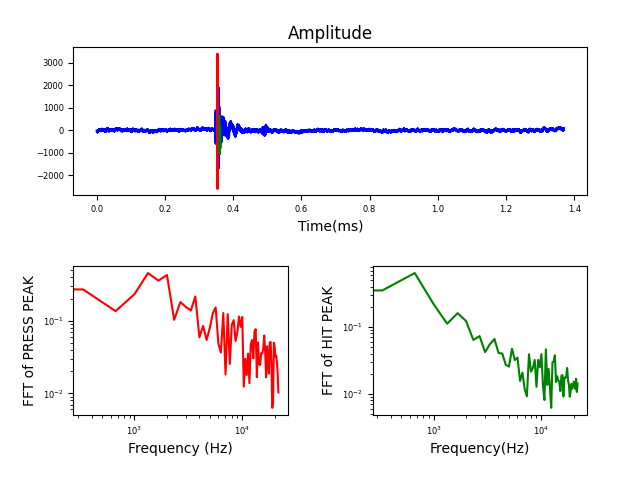 Amplitude
3000
2000
1000
0
−1000
−2000
0.0 0.2 0.4 0.6 0.8 1.0 1.2 1.4
Time(ms)
FFT of PRESS PEAK
10⁻¹
10⁻²
10³ 10⁴
Frequency (Hz)
FFT of HIT PEAK
10⁻¹
10⁻²
10³ 10⁴
Frequency(Hz)